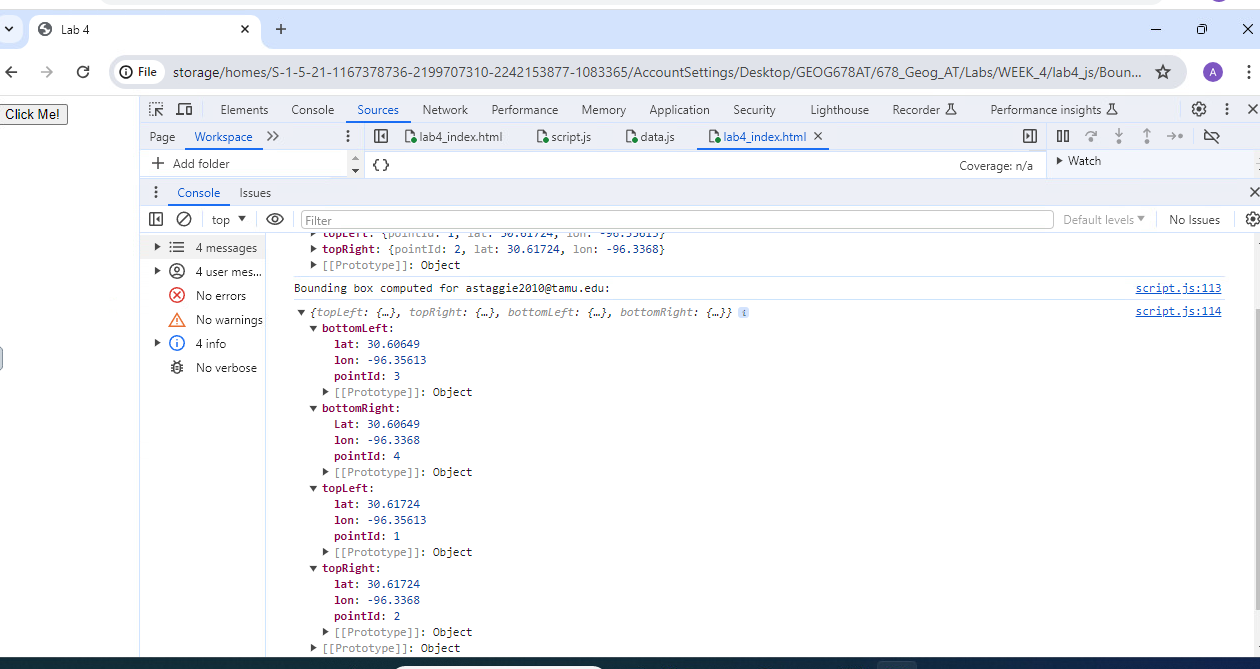 Lab 4
File storage/homes/S-1-5-21-1167378736-2199707310-2242153877-1083365/AccountSettings/Desktop/GEOG678AT/678_Geog_AT/Labs/WEEK_4/lab4_js/Boun... A
Click Me!
Elements Console Sources Network Performance Memory Application Security Lighthouse Recorder Performance insights
Page Workspace lab4_index.html script.js data.js lab4_index.html
Add folder {} Coverage: n/a Watch
Console Issues
top Filter Default levels No Issues
4 messages
4 user mes...
No errors
No warnings
4 info
No verbose
topLeft: {pointId: 1, lat: 30.61724, lon: -96.35613}
topRight: {pointId: 2, lat: 30.61724, lon: -96.3368}
[[Prototype]]: Object
Bounding box computed for astaggie2010@tamu.edu: script.js:113
{topLeft: {…}, topRight: {…}, bottomLeft: {…}, bottomRight: {…}} i script.js:114
bottomLeft:
lat: 30.60649
lon: -96.35613
pointId: 3
[[Prototype]]: Object
bottomRight:
Lat: 30.60649
lon: -96.3368
pointId: 4
[[Prototype]]: Object
topLeft:
lat: 30.61724
lon: -96.35613
pointId: 1
[[Prototype]]: Object
topRight:
lat: 30.61724
lon: -96.3368
pointId: 2
[[Prototype]]: Object
[[Prototype]]: Object